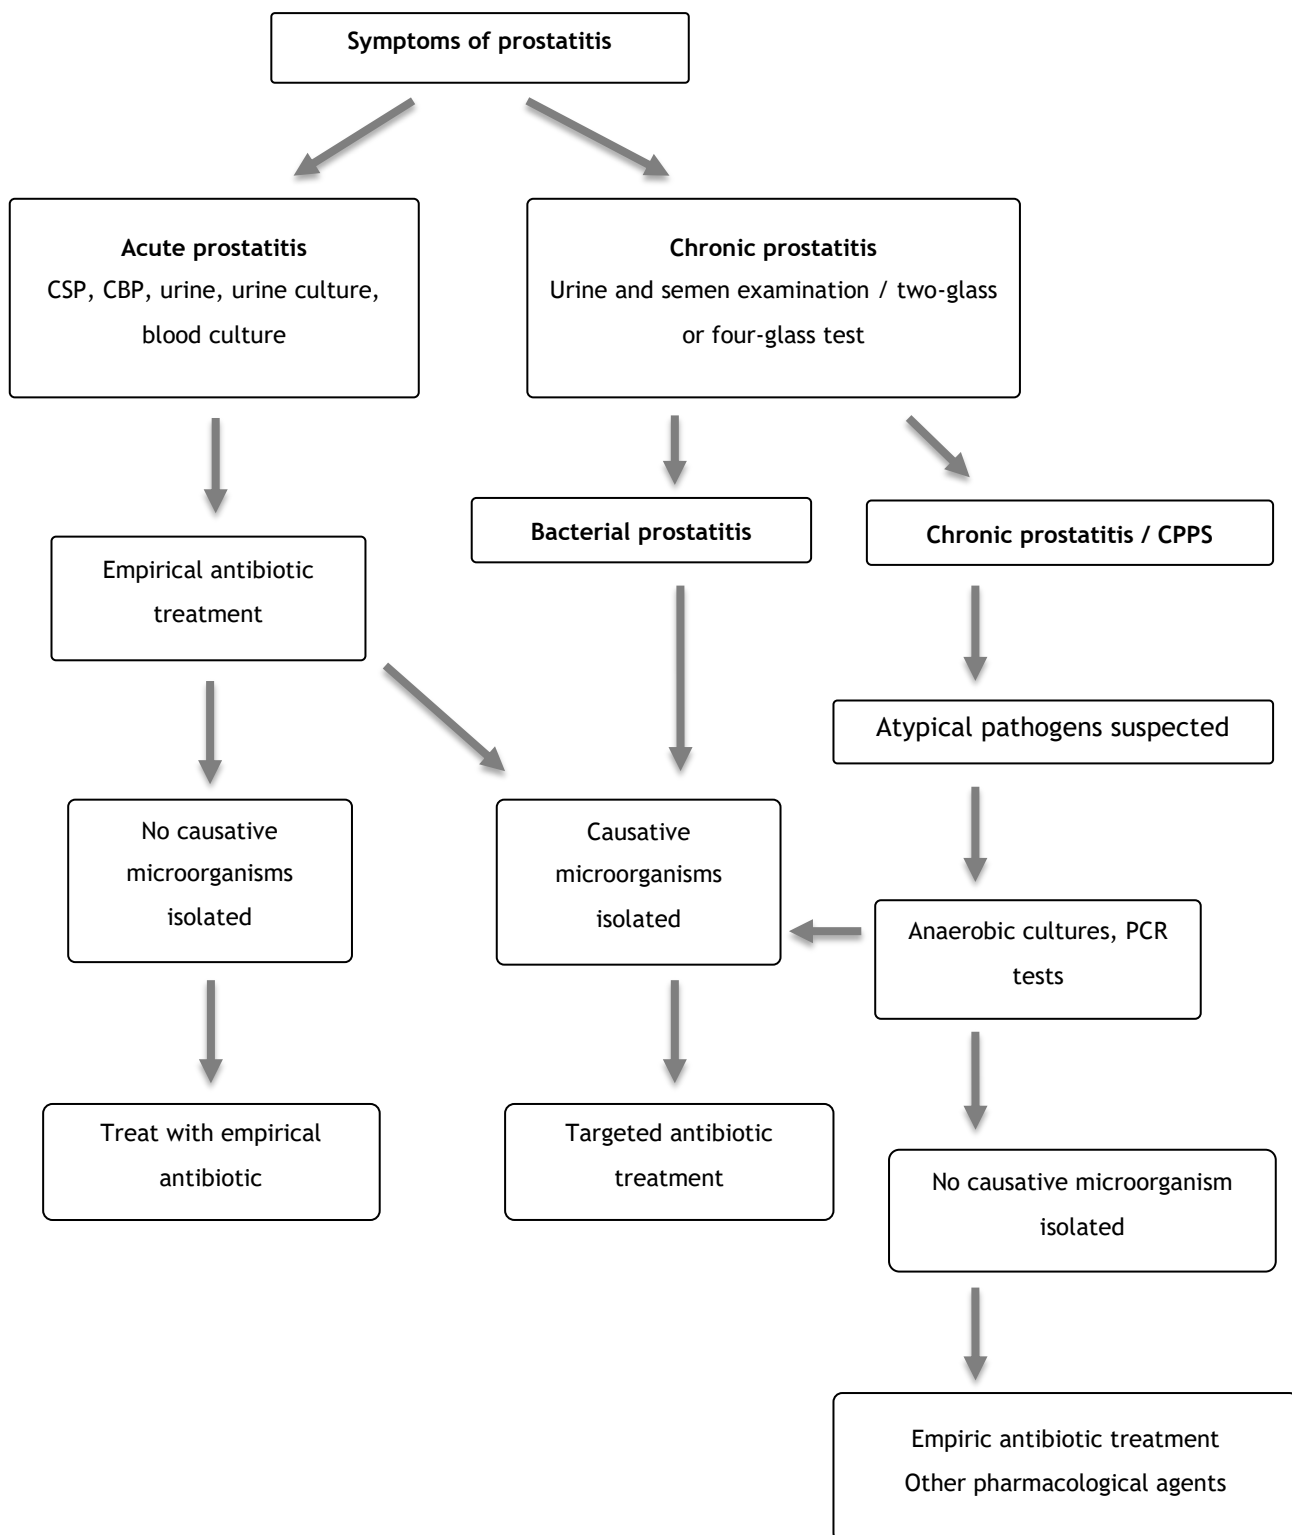 Symptoms of prostatitis
Acute prostatitis
CSP, CBP, urine, urine culture,
blood culture
Chronic prostatitis
Urine and semen examination / two-glass
or four-glass test
Bacterial prostatitis
Chronic prostatitis / CPPS
Empirical antibiotic
treatment
Atypical pathogens suspected
No causative
microorganisms
isolated
Causative
microorganisms
isolated
Anaerobic cultures, PCR
tests
Treat with empirical
antibiotic
Targeted antibiotic
treatment
No causative microorganism
isolated
Empiric antibiotic treatment
Other pharmacological agents